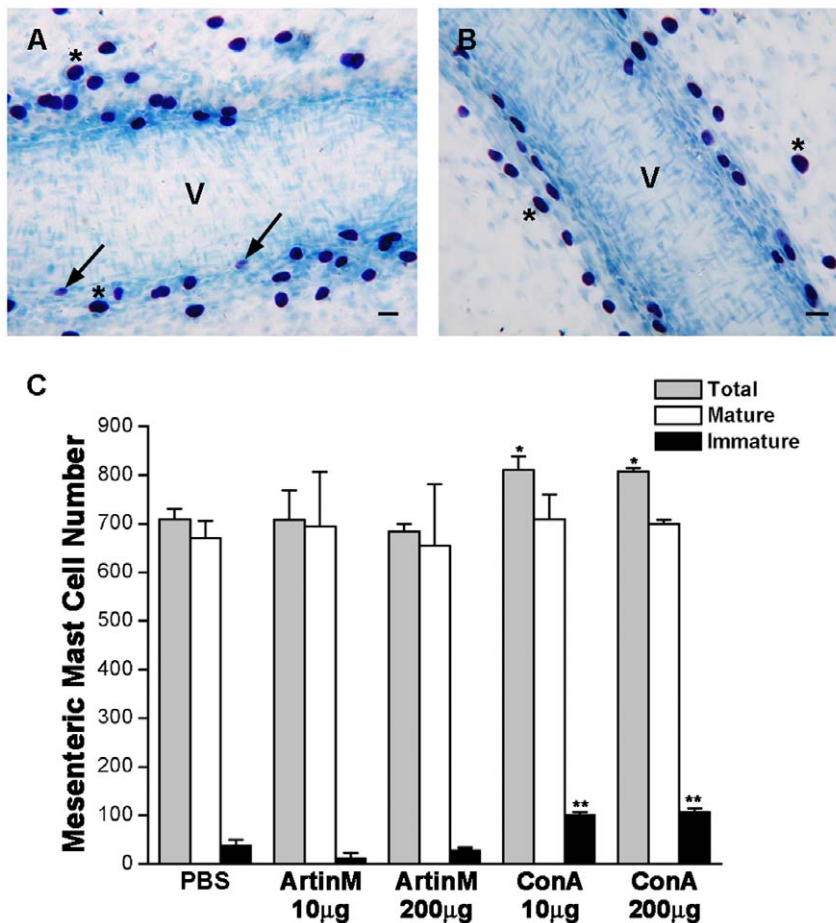 A
*
V
*
B
*
V
*
C
Total
Mature
Immature
Mesenteric Mast Cell Number
900
800
700
600
500
400
300
200
100
0
*
*
**
**
PBS
ArtinM
10μg
ArtinM
200μg
ConA
10μg
ConA
200μg